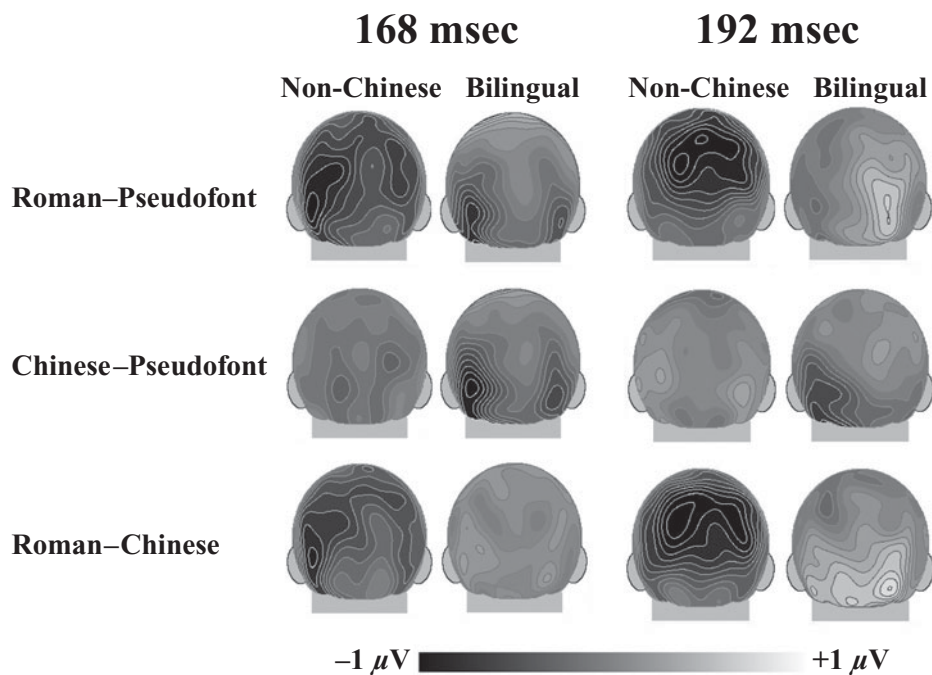 168 msec 192 msec
Non-Chinese Bilingual Non-Chinese Bilingual
Roman–Pseudofont
Chinese–Pseudofont
Roman–Chinese
–1 µV +1 µV